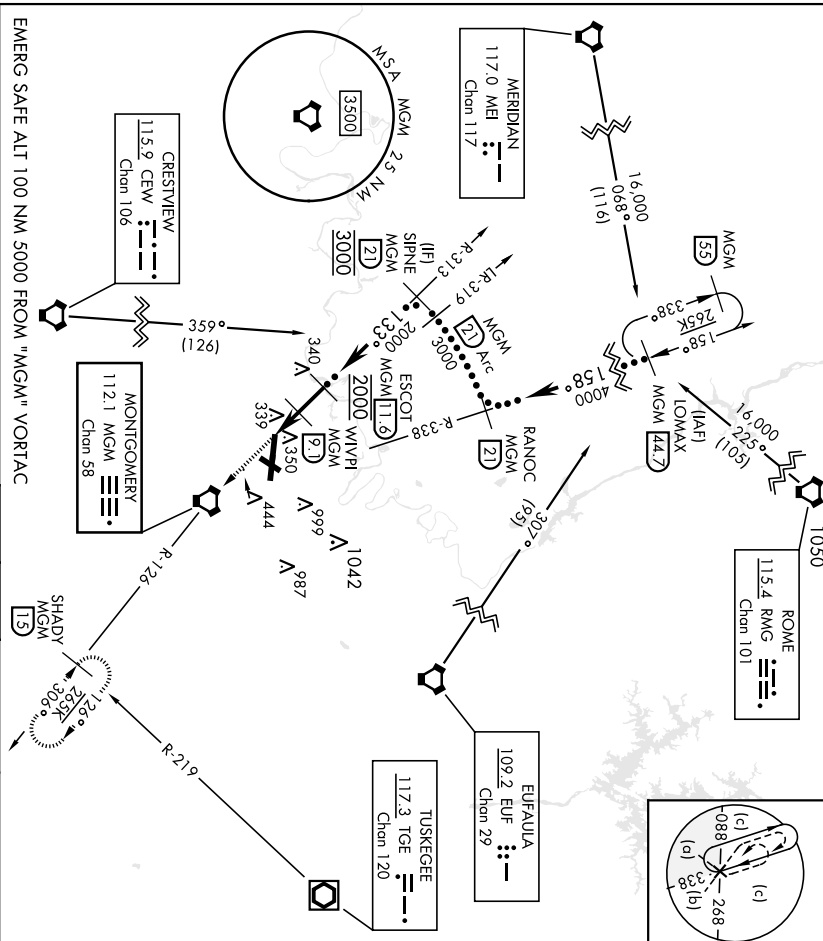 EMERG SAFE ALT 100 NM 5000 FROM "MGM" VORTAC
MSA MGM 25 NM
3500
MERIDIAN
117.0 MEI
Chan 117
16,000
068°
(116)
MGM
55
338°
265K
158°
(IAF)
LOMAX
MGM 44.7
16,000
225°
(105)
1050
ROME
115.4 RMG
Chan 101
4000
158°
RANOC
MGM
21
R-338
MGM
21 Arc
3000
LR-319
R-313
(IF)
SIPNE
MGM
21
3000
133°
2000
ESCOT
MGM 11.6
2000
WIVPI
MGM
9.1
340
339
350
444
999
1042
987
CRESTVIEW
115.9 CEW
Chan 106
359°
(126)
MONTGOMERY
112.1 MGM
Chan 58
307°
(95)
EUFAULA
109.2 EUF
Chan 29
TUSKEGEE
117.3 TGE
Chan 120
R-219
R-126
SHADY
MGM
15
126°
265K
306°
(c)
088
(a)
338
(b)
268
(c)